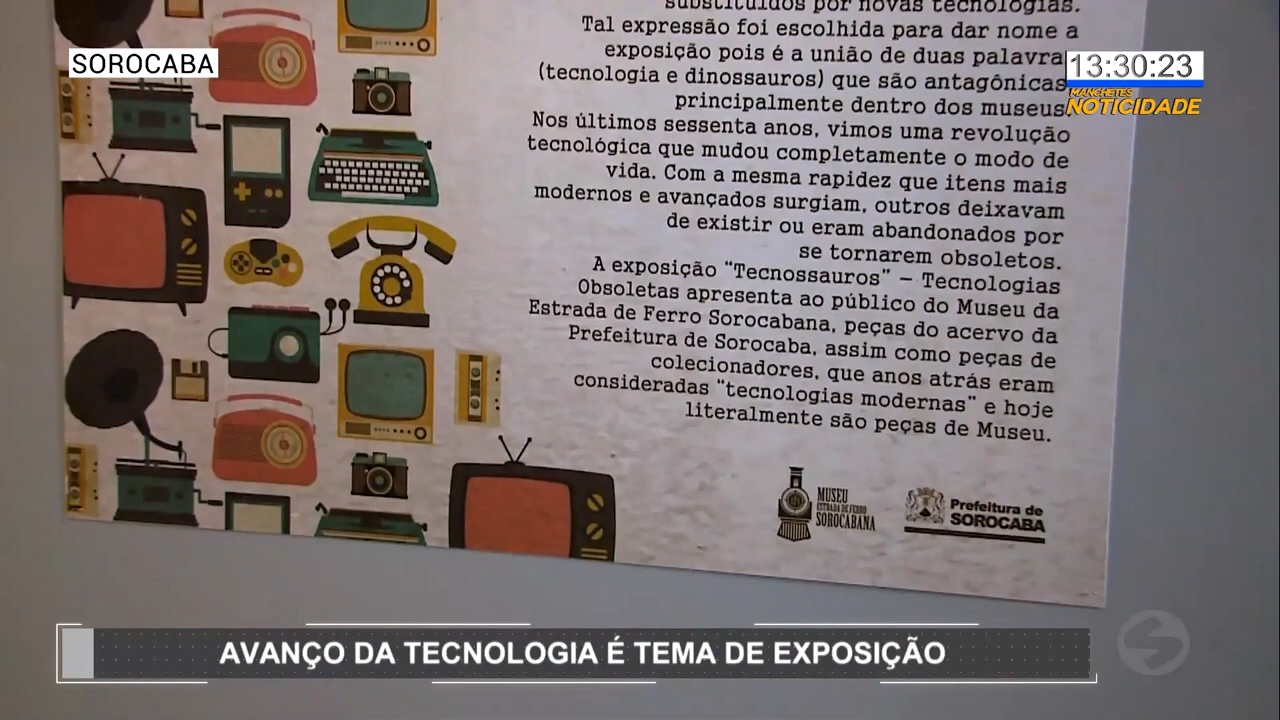 substituídos por novas tecnologias.
Tal expressão foi escolhida para dar nome a
exposição pois é a união de duas palavra
(tecnologia e dinossauros) que são antagônicas
principalmente dentro dos museus.
Nos últimos sessenta anos, vimos uma revolução
tecnológica que mudou completamente o modo de
vida. Com a mesma rapidez que itens mais
modernos e avançados surgiam, outros deixavam
de existir ou eram abandonados por
se tornarem obsoletos.
A exposição “Tecnossauros” – Tecnologias
Obsoletas apresenta ao público do Museu da
Estrada de Ferro Sorocabana, peças do acervo da
Prefeitura de Sorocaba, assim como peças de
colecionadores, que anos atrás eram
consideradas “tecnologias modernas” e hoje
literalmente são peças de Museu.
SOROCABA
13:30:23
MANCHETES
NOTICIDADE
MUSEU
ESTRADA DE FERRO
SOROCABANA
Prefeitura de
SOROCABA
AVANÇO DA TECNOLOGIA É TEMA DE EXPOSIÇÃO